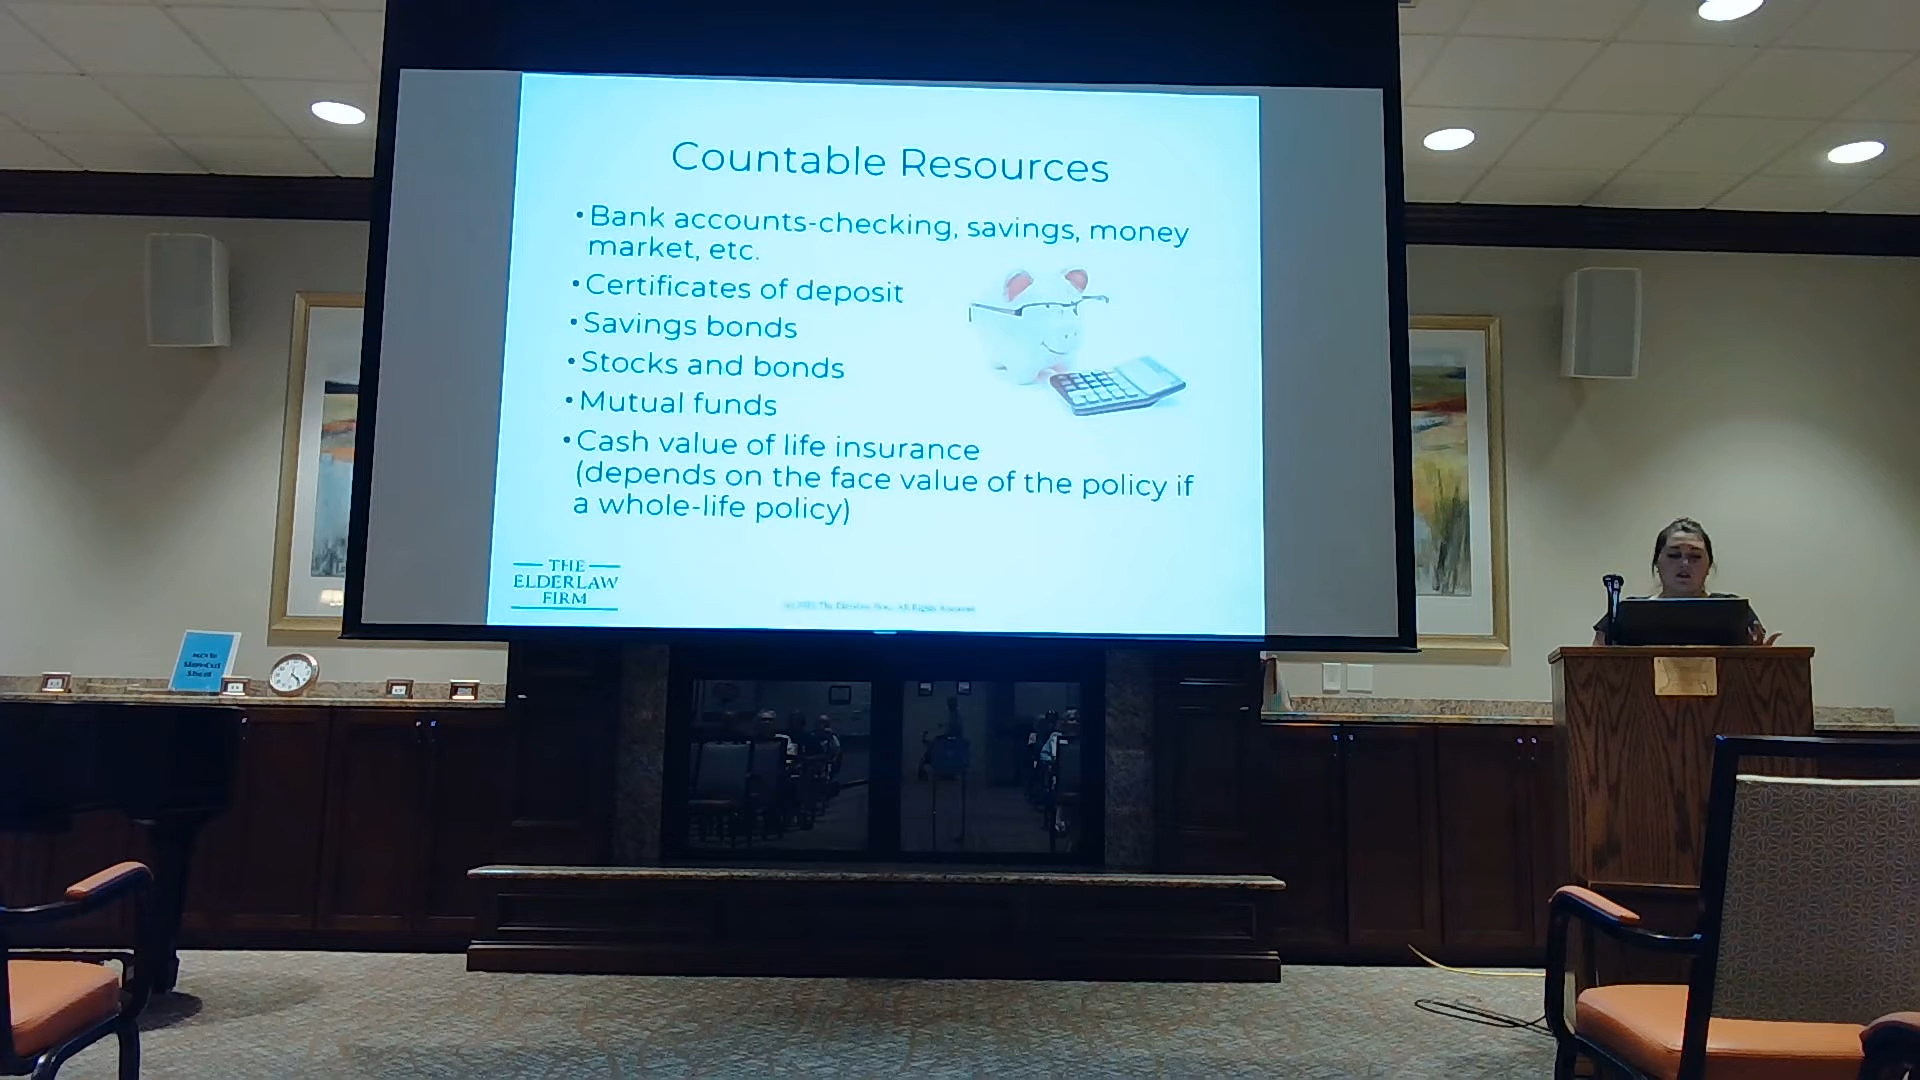 Countable Resources
•Bank accounts-checking, savings, money
market, etc.
•Certificates of deposit
•Savings bonds
•Stocks and bonds
•Mutual funds
•Cash value of life insurance
(depends on the face value of the policy if
a whole-life policy)
THE
ELDERLAW
FIRM